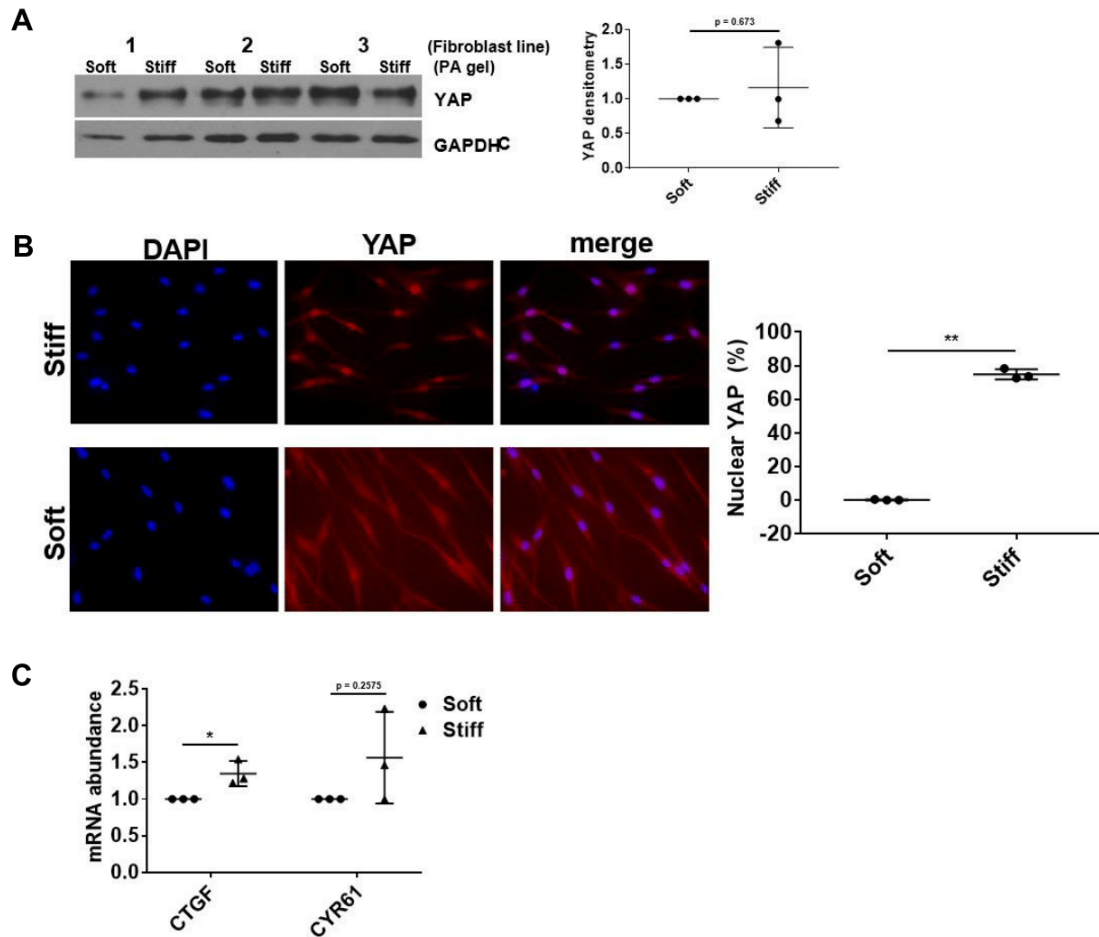 A
1 2 3 (Fibroblast line)
Soft Stiff Soft Stiff Soft Stiff (PA gel)
YAP
GAPDHC
YAP densitometry
2.0
1.5
1.0
0.5
0.0
p = 0.673
Soft Stiff
B
DAPI YAP merge
Stiff
Soft
Nuclear YAP (%)
100
80
60
40
20
0
-20
**
Soft Stiff
C
mRNA abundance
2.5
2.0
1.5
1.0
0.5
0.0
*
p = 0.2575
Soft
Stiff
CTGF CYR61